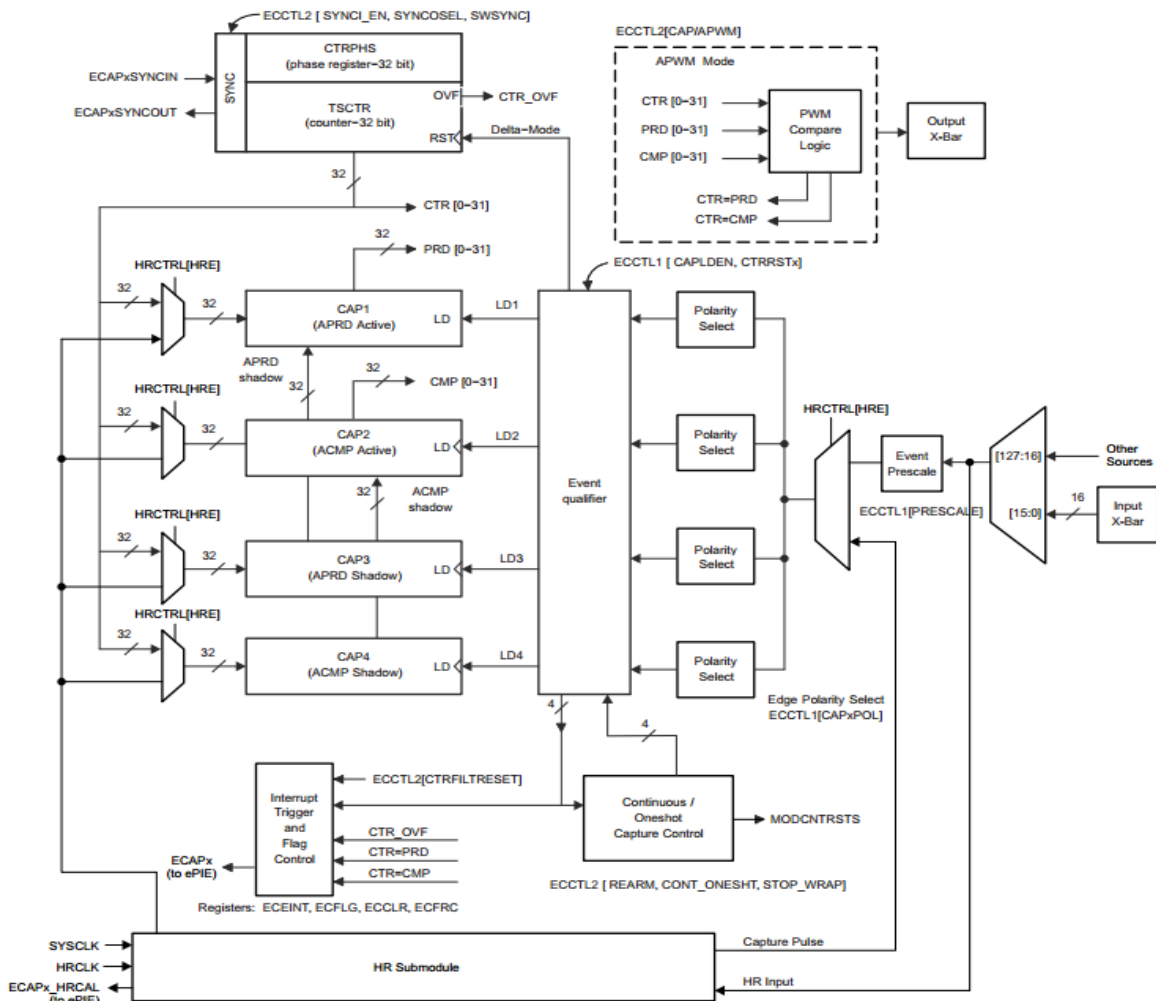 ECCTL2 [ SYNCI_EN, SYNCOSEL, SWSYNC]
ECCTL2[CAP/APWM]
CTRPHS
(phase register−32 bit)
SYNC
ECAPxSYNCIN
ECAPxSYNCOUT
TSCTR
(counter−32 bit)
OVF
CTR_OVF
RST
Delta−Mode
APWM Mode
CTR [0−31]
PRD [0−31]
CMP [0−31]
PWM
Compare
Logic
CTR=PRD
CTR=CMP
Output
X-Bar
32
CTR [0−31]
32
PRD [0−31]
ECCTL1 [ CAPLDEN, CTRRSTx]
HRCTRL[HRE]
32
32
CAP1
(APRD Active)
LD
LD1
Polarity
Select
APRD
shadow
32
32
CMP [0−31]
HRCTRL[HRE]
32
32
CAP2
(ACMP Active)
LD
LD2
Polarity
Select
Event
qualifier
HRCTRL[HRE]
Event
Prescale
ECCTL1[PRESCALE]
[127:16]
Other
Sources
[15:0]
16
Input
X-Bar
32
ACMP
shadow
HRCTRL[HRE]
32
32
CAP3
(APRD Shadow)
LD
LD3
Polarity
Select
HRCTRL[HRE]
32
32
CAP4
(ACMP Shadow)
LD
LD4
Polarity
Select
Edge Polarity Select
ECCTL1[CAPxPOL]
4
4
Interrupt
Trigger
and
Flag
Control
ECCTL2[CTRFILTRESET]
CTR_OVF
CTR=PRD
CTR=CMP
ECAPx
(to ePIE)
Continuous /
Oneshot
Capture Control
MODCNTRSTS
ECCTL2 [ REARM, CONT_ONESHT, STOP_WRAP]
Registers: ECEINT, ECFLG, ECCLR, ECFRC
SYSCLK
HRCLK
ECAPx_HRCAL
(to ePIE)
HR Submodule
Capture Pulse
HR Input